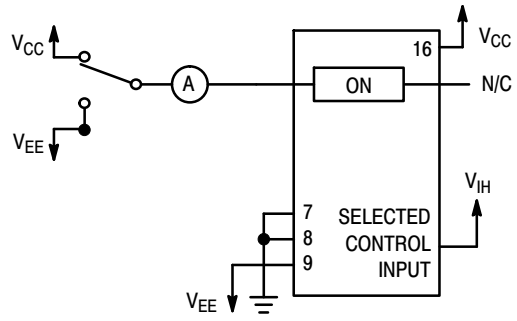 VCC
16
VCC
A
ON
N/C
VEE
VIH
7
SELECTED
8
CONTROL
9
INPUT
VEE